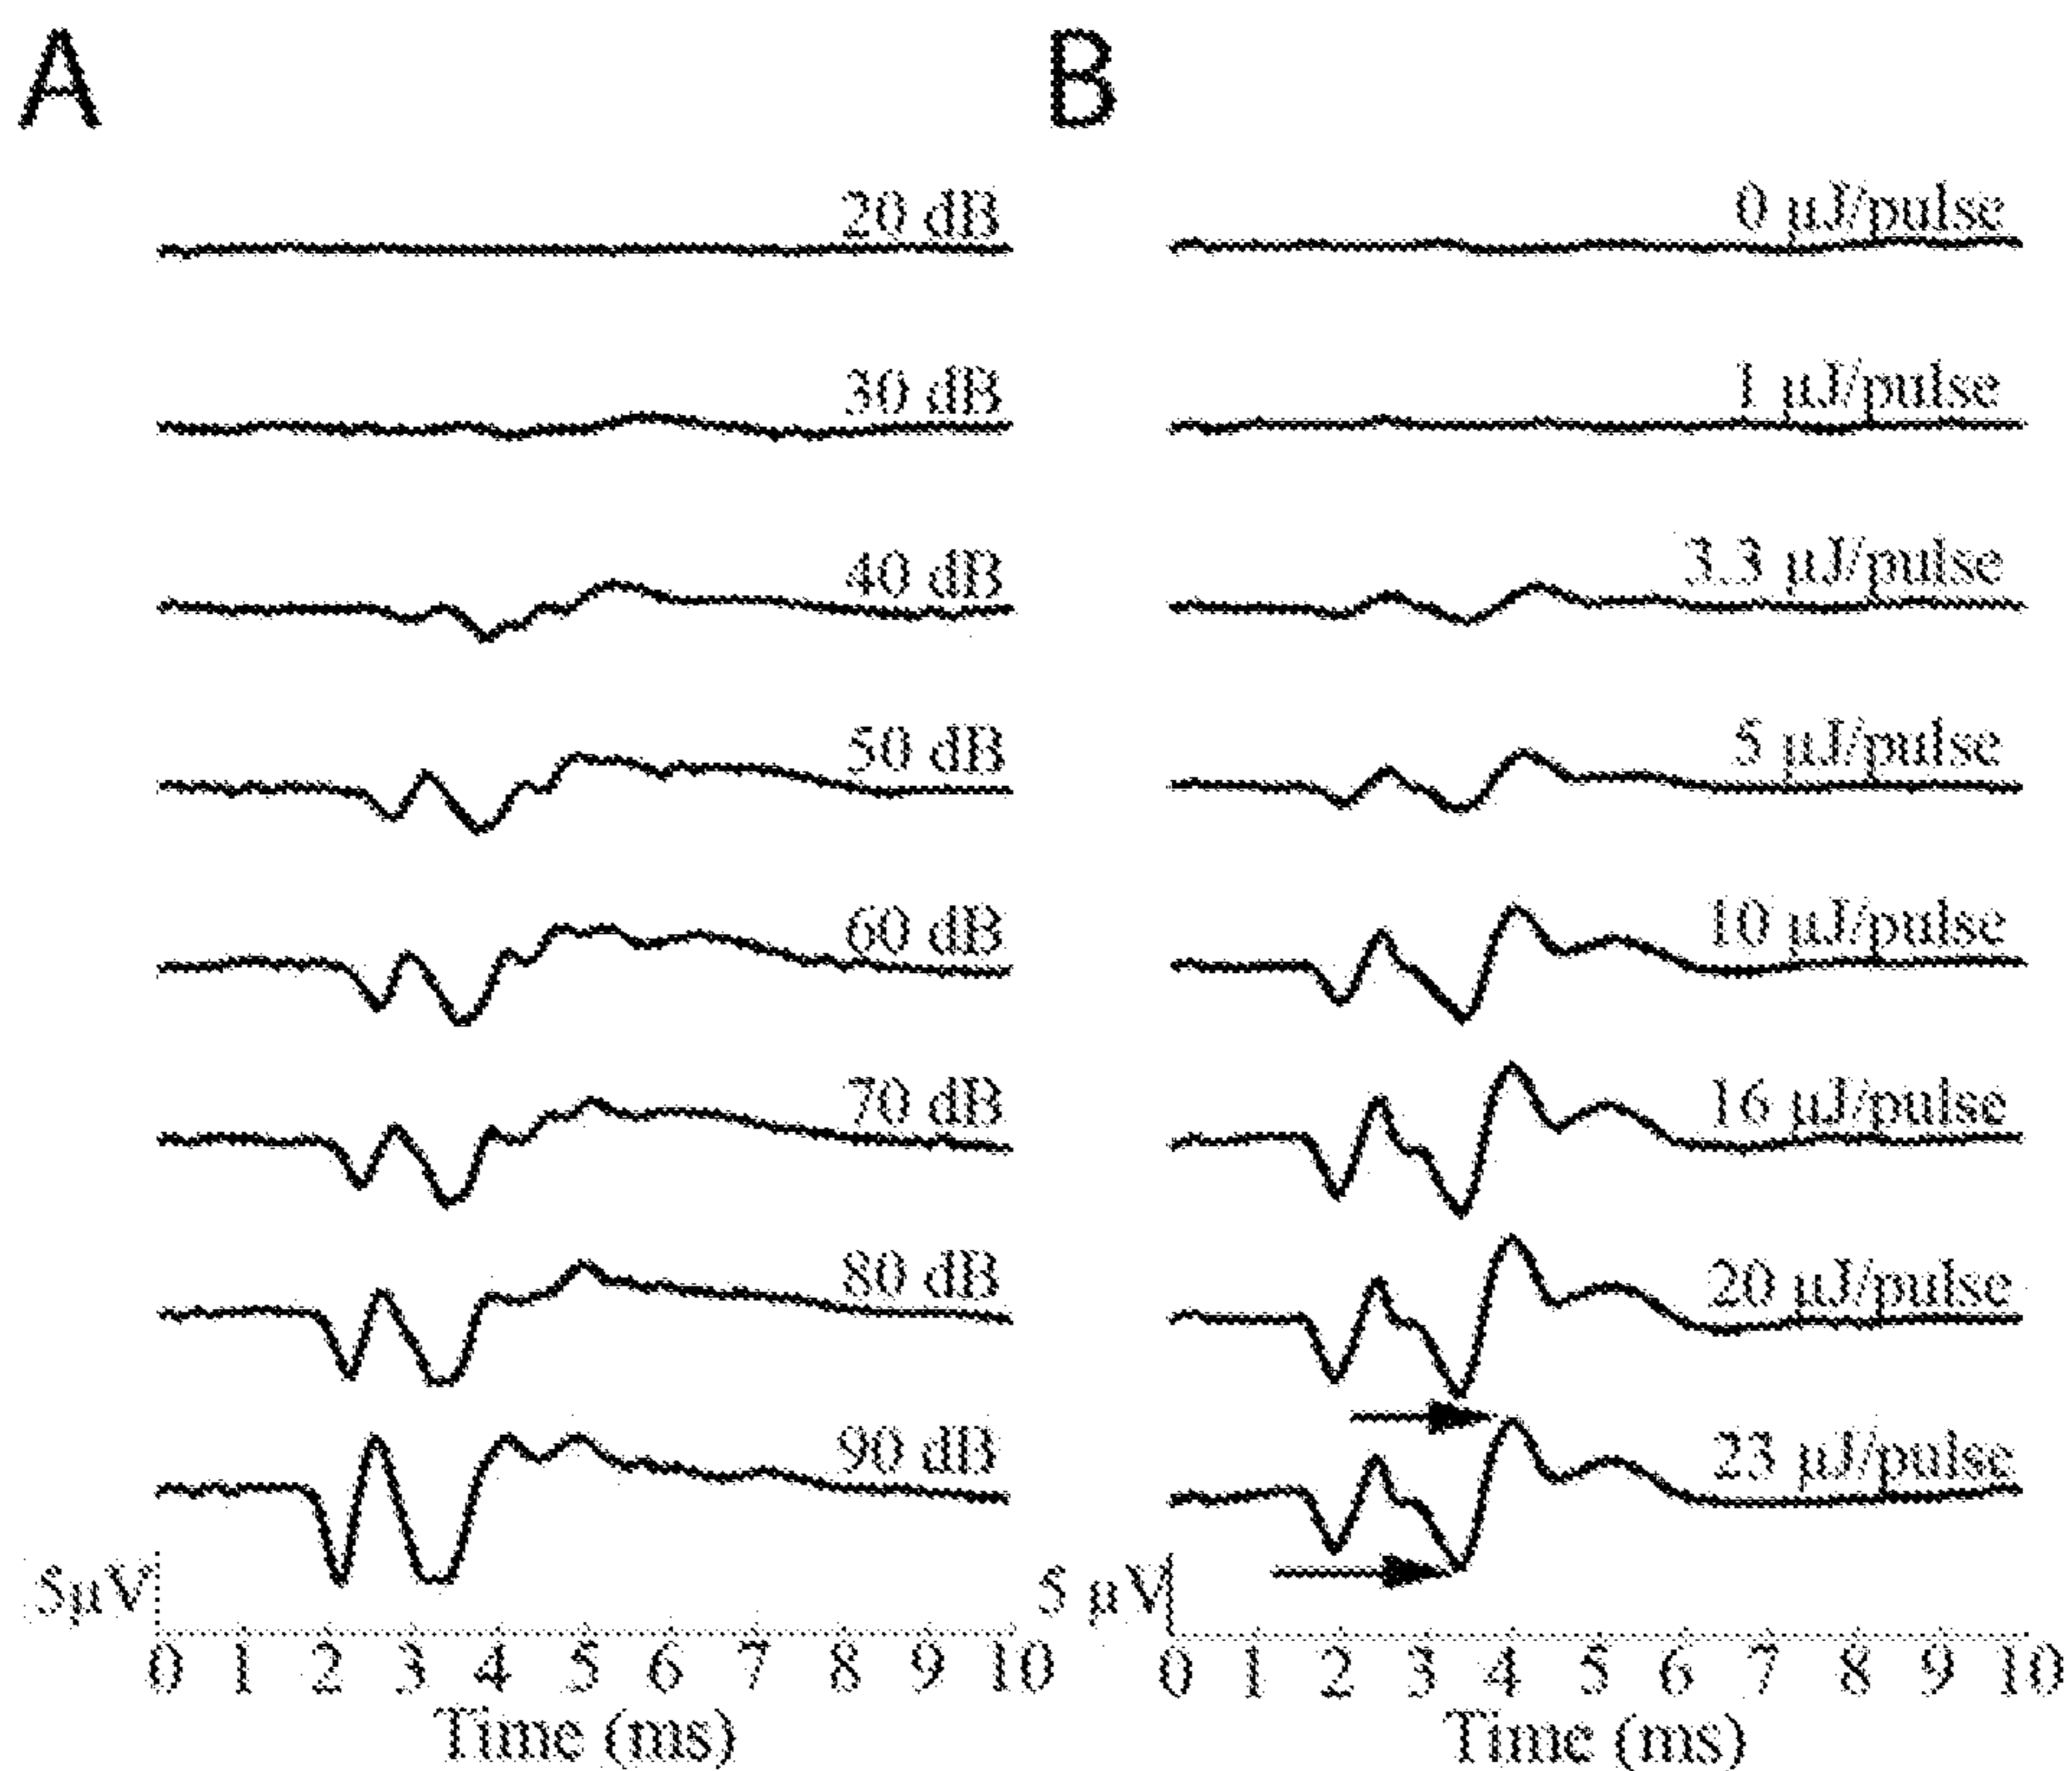 A
B
20 dB
30 dB
40 dB
50 dB
60 dB
70 dB
80 dB
90 dB
5μV
0 1 2 3 4 5 6 7 8 9 10
Time (ms)
0 μJ/pulse
1 μJ/pulse
3.3 μJ/pulse
5 μJ/pulse
10 μJ/pulse
16 μJ/pulse
20 μJ/pulse
23 μJ/pulse
5 μV
0 1 2 3 4 5 6 7 8 9 10
Time (ms)